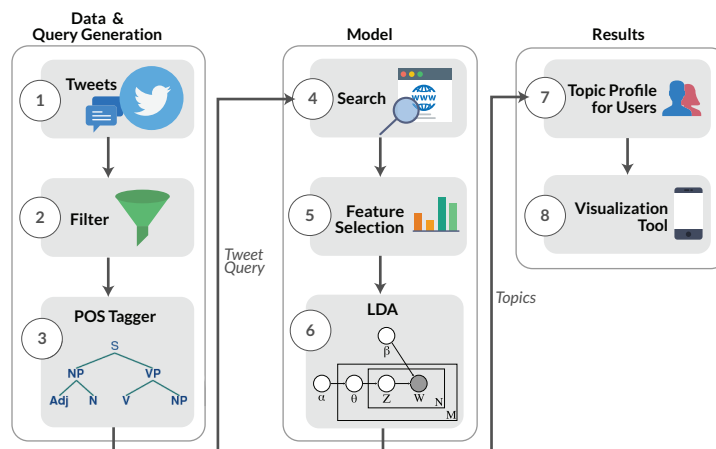 Data &
Query Generation
1
Tweets
2
Filter
3
POS Tagger
S
NP VP
Adj N V NP
Tweet
Query
Model
4
Search
WWW
5
Feature
Selection
6
LDA
β
α θ Z W
N
M
Topics
Results
7
Topic Profile
for Users
8
Visualization
Tool